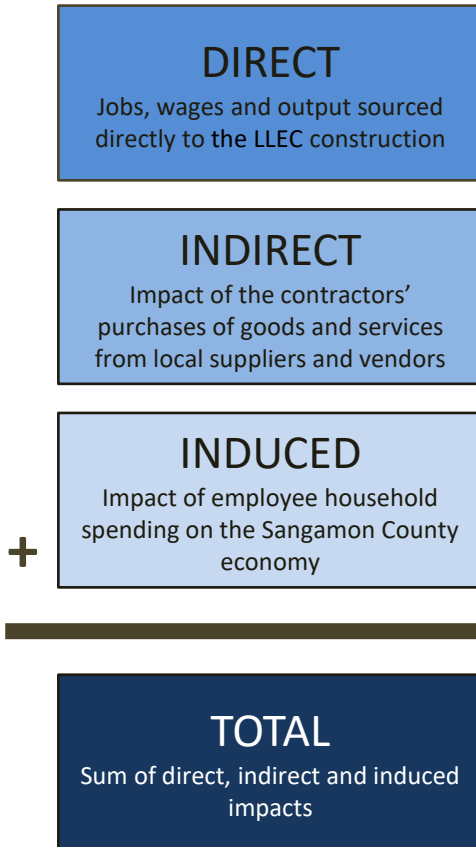 DIRECT
Jobs, wages and output sourced
directly to the LLEC construction
INDIRECT
Impact of the contractors’
purchases of goods and services
from local suppliers and vendors
INDUCED
Impact of employee household
spending on the Sangamon County
economy
+
TOTAL
Sum of direct, indirect and induced
impacts